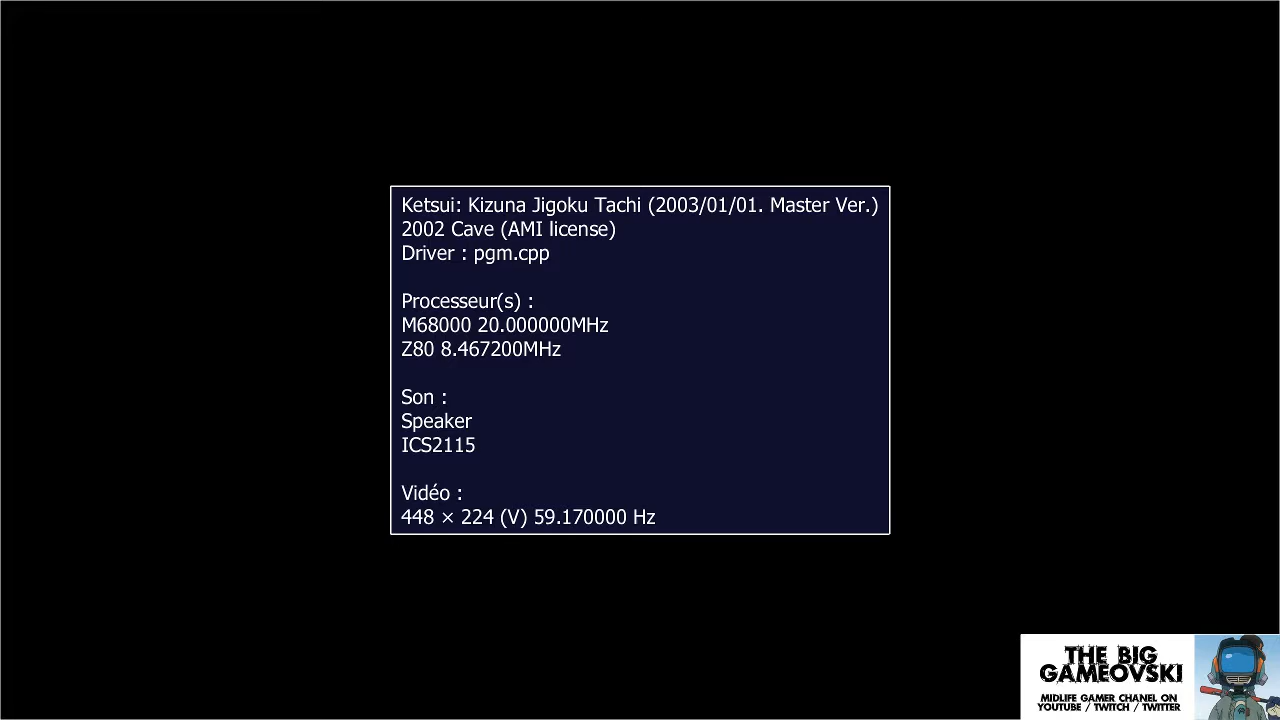 Ketsui: Kizuna Jigoku Tachi (2003/01/01. Master Ver.)
2002 Cave (AMI license)
Driver : pgm.cpp
Processeur(s) :
M68000 20.000000MHz
Z80 8.467200MHz
Son :
Speaker
ICS2115
Vidéo :
448 × 224 (V) 59.170000 Hz
THE BIG
GAMEOVSKI
MIDLIFE GAMER CHANEL ON
YOUTUBE / TWITCH / TWITTER